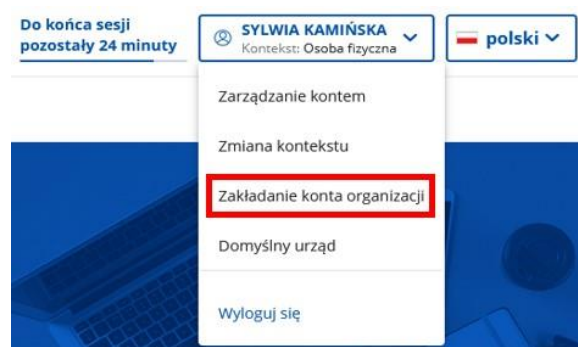 Do końca sesji
pozostały 24 minuty
SYLWIA KAMIŃSKA
Kontekst: Osoba fizyczna
polski
Zarządzanie kontem
Zmiana kontekstu
Zakładanie konta organizacji
Domyślny urząd
Wyloguj się